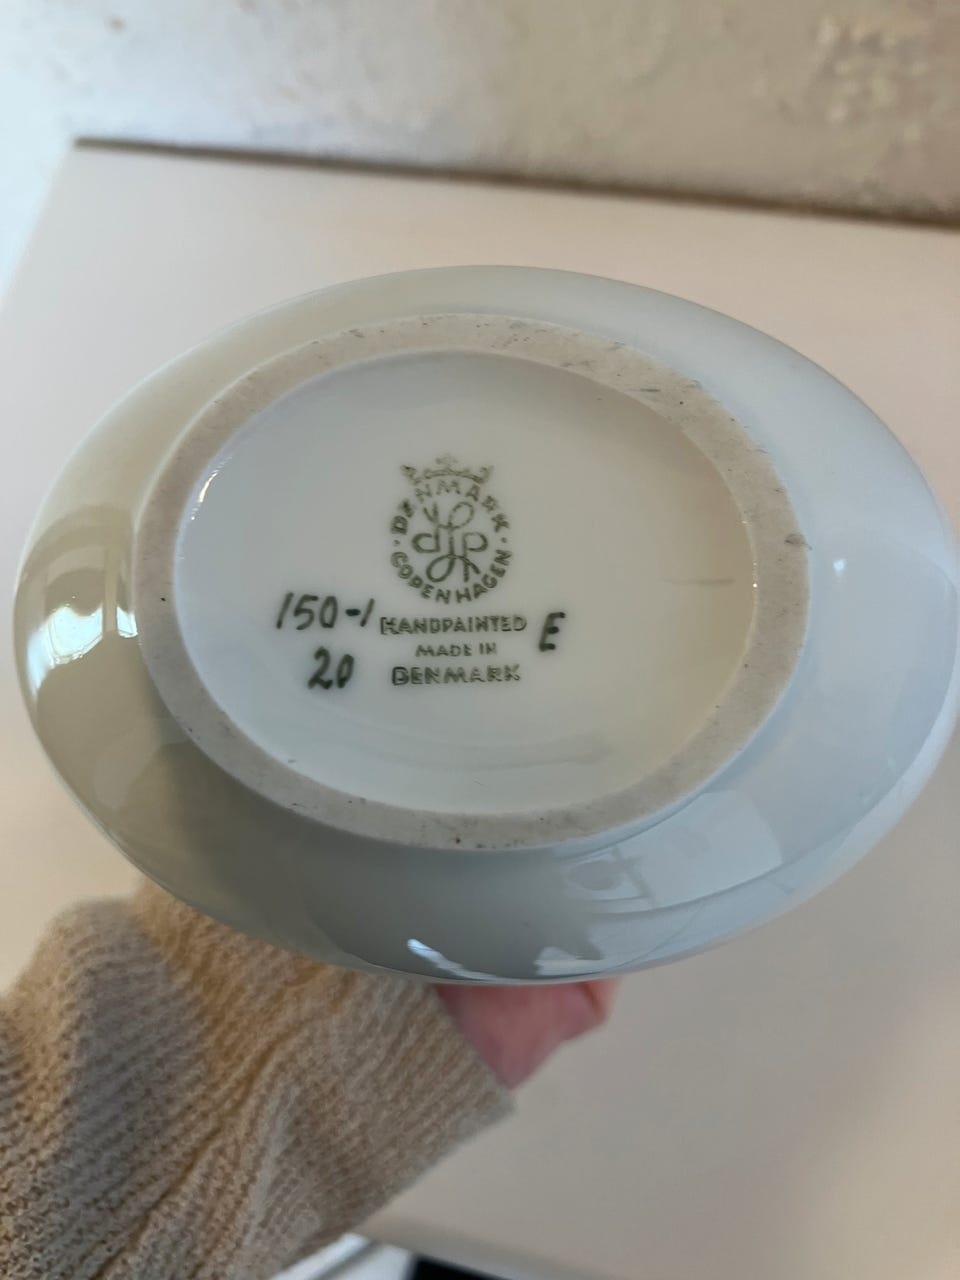 DENMARK
djp
· COPENHAGEN ·
150-1 HANDPAINTED E
MADE IN
20 DENMARK